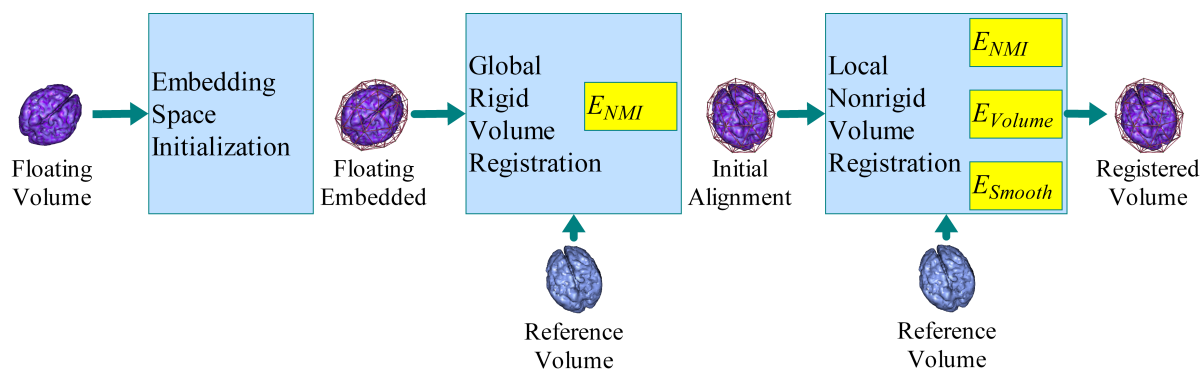 Floating
Volume
Embedding
Space
Initialization
Floating
Embedded
Global
Rigid
Volume
Registration
E_NMI
Reference
Volume
Initial
Alignment
Local
Nonrigid
Volume
Registration
E_NMI
E_Volume
E_Smooth
Reference
Volume
Registered
Volume